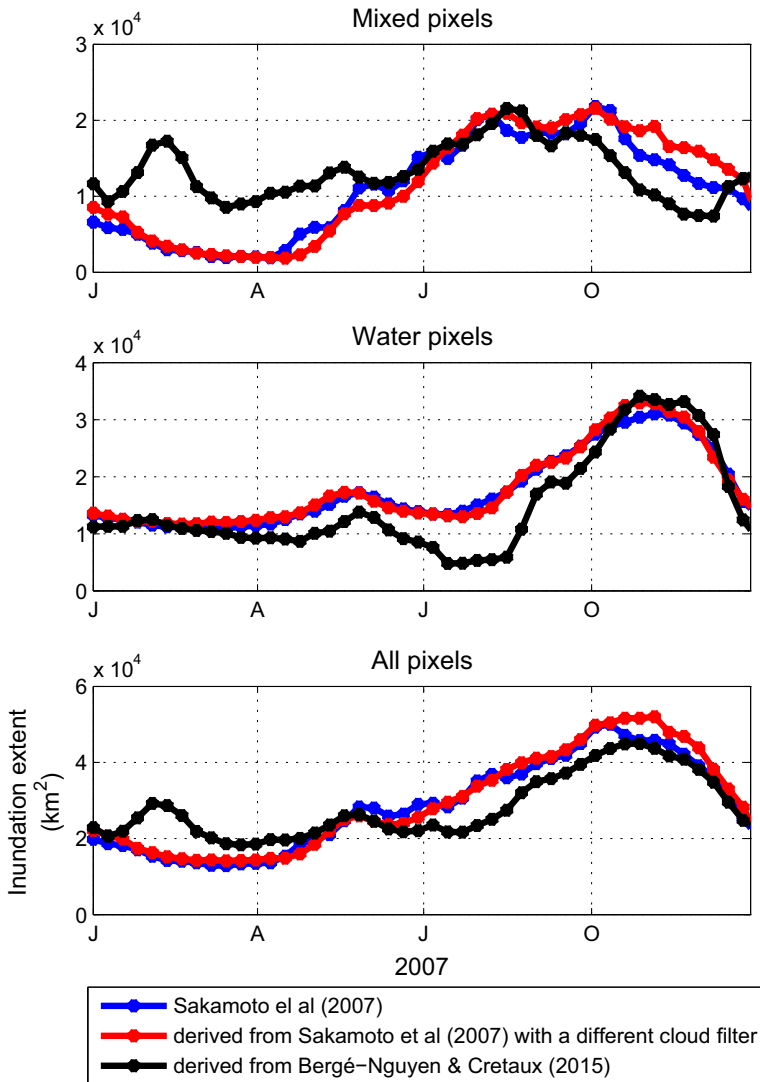 Mixed pixels
x 10^4
3
2
1
0
J A J O
Water pixels
x 10^4
4
3
2
1
0
J A J O
All pixels
x 10^4
6
4
2
0
J A J O
Inundation extent
(km^2)
2007
Sakamoto el al (2007)
derived from Sakamoto et al (2007) with a different cloud filter
derived from Bergé−Nguyen & Cretaux (2015)